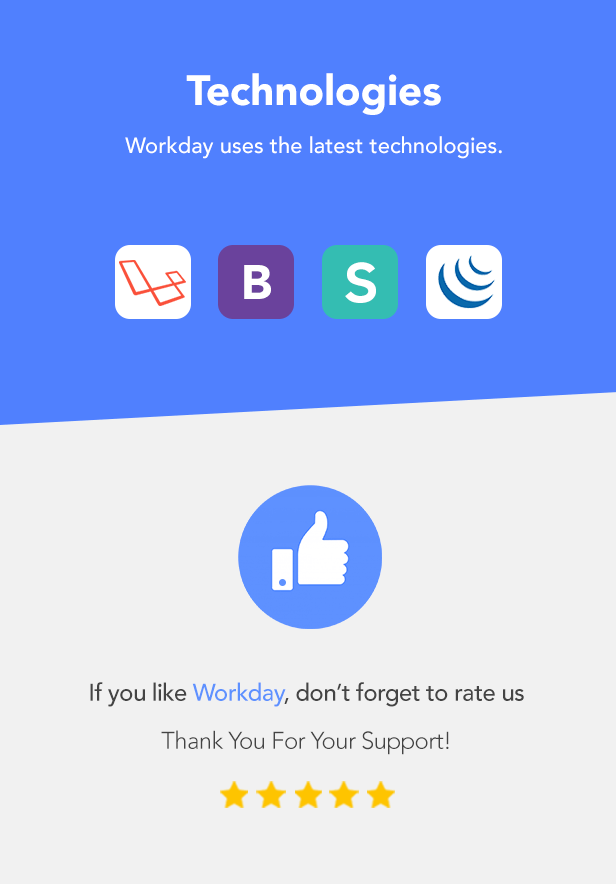 Technologies
Workday uses the latest technologies.
B S
If you like Workday, don’t forget to rate us
Thank You For Your Support!